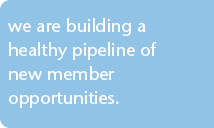 we are building a
healthy pipeline of
new member
opportunities.